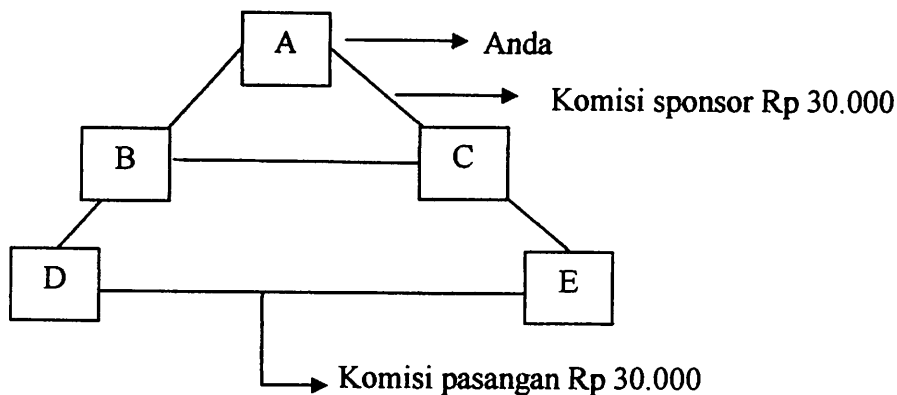 A
Anda
Komisi sponsor Rp 30.000
B
C
D
E
Komisi pasangan Rp 30.000